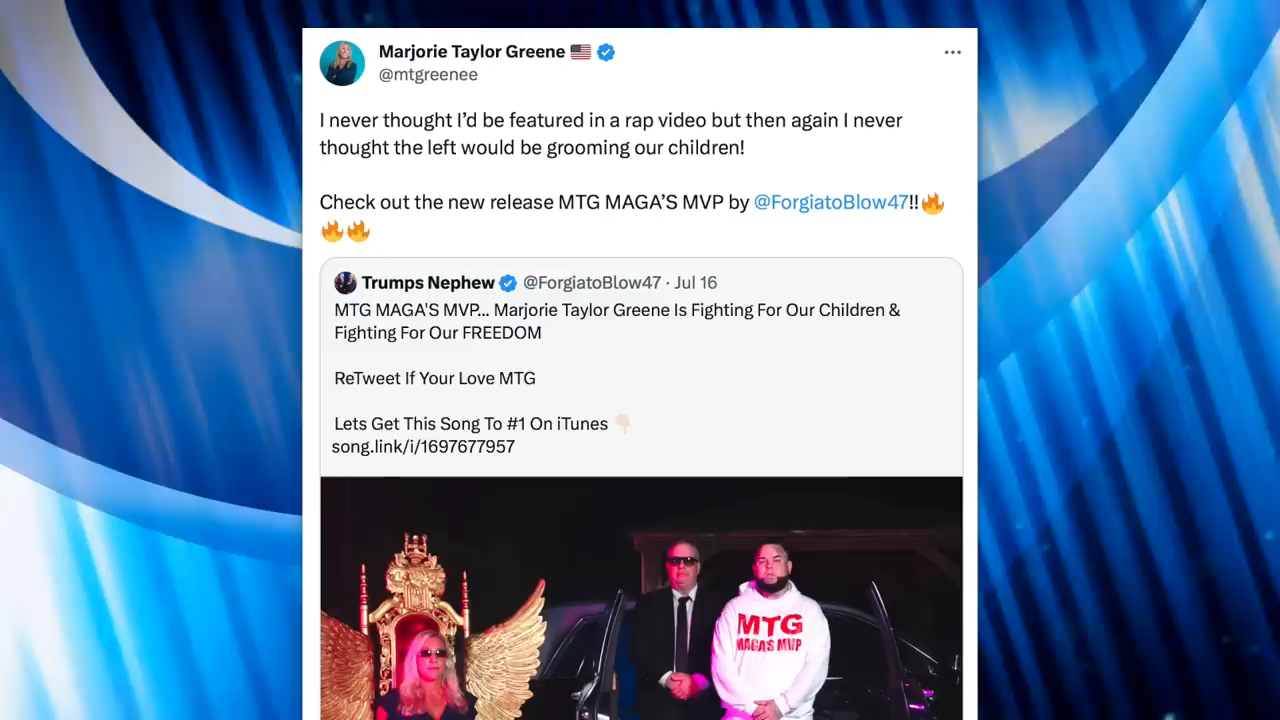 Marjorie Taylor Greene 🇺🇸
@mtgreenee
I never thought I’d be featured in a rap video but then again I never
thought the left would be grooming our children!
Check out the new release MTG MAGA’S MVP by @ForgiatoBlow47!!🔥
🔥🔥
Trumps Nephew @ForgiatoBlow47 · Jul 16
MTG MAGA'S MVP... Marjorie Taylor Greene Is Fighting For Our Children &
Fighting For Our FREEDOM
ReTweet If Your Love MTG
Lets Get This Song To #1 On iTunes 👇🏻
song.link/i/1697677957
MTG
MAGA'S MVP